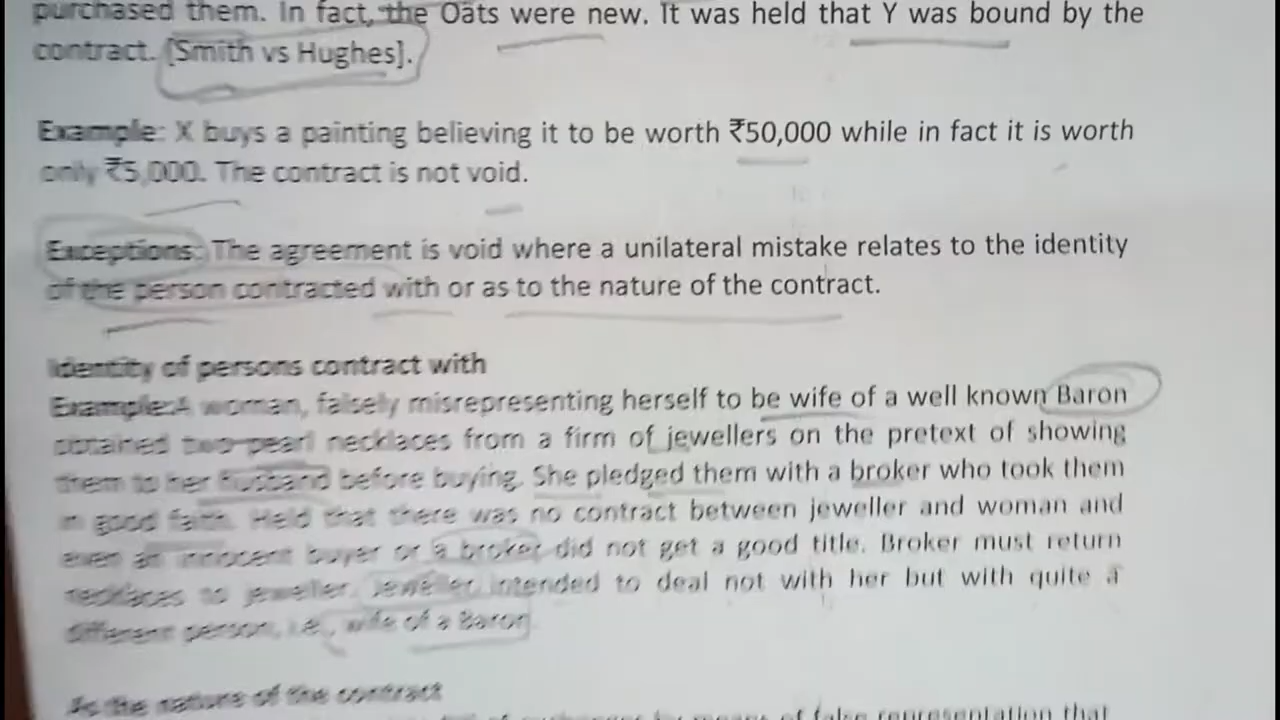 purchased them. In fact, the Oats were new. It was held that Y was bound by the
contract. [Smith vs Hughes].
Example: X buys a painting believing it to be worth ₹50,000 while in fact it is worth
only ₹5,000. The contract is not void.
Exceptions: The agreement is void where a unilateral mistake relates to the identity
of the person contracted with or as to the nature of the contract.
Identity of persons contract with
Example:A woman, falsely misrepresenting herself to be wife of a well known Baron
obtained two-pearl necklaces from a firm of jewellers on the pretext of showing
them to her husband before buying. She pledged them with a broker who took them
in good faith. Held that there was no contract between jeweller and woman and
even an innocent buyer or a broker did not get a good title. Broker must return
necklaces to jeweller. Jeweller intended to deal not with her but with quite a
different person, i.e., wife of a Baron.
As the nature of the contract
by means of false representation that